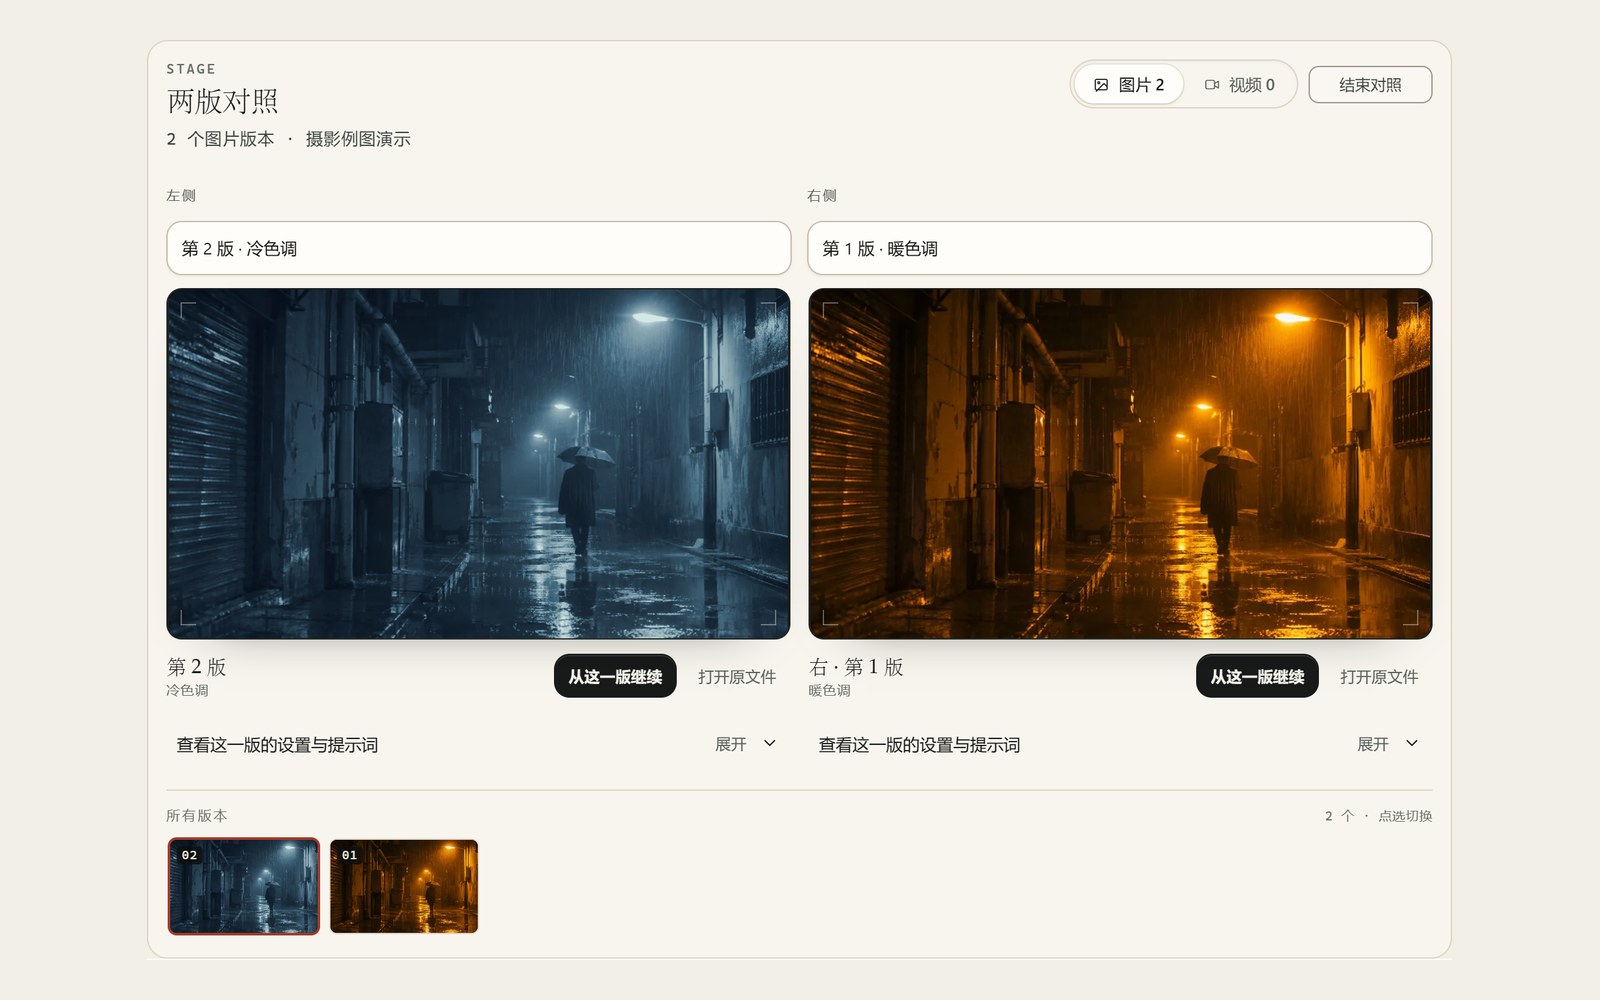 STAGE
两版对照
2 个图片版本 · 摄影例图演示
图片 2
视频 0
结束对照
左侧
右侧
第 2 版 · 冷色调
第 1 版 · 暖色调
第 2 版
冷色调
从这一版继续
打开原文件
右 · 第 1 版
暖色调
从这一版继续
打开原文件
查看这一版的设置与提示词
展开
查看这一版的设置与提示词
展开
所有版本
2 个 · 点选切换
02
01